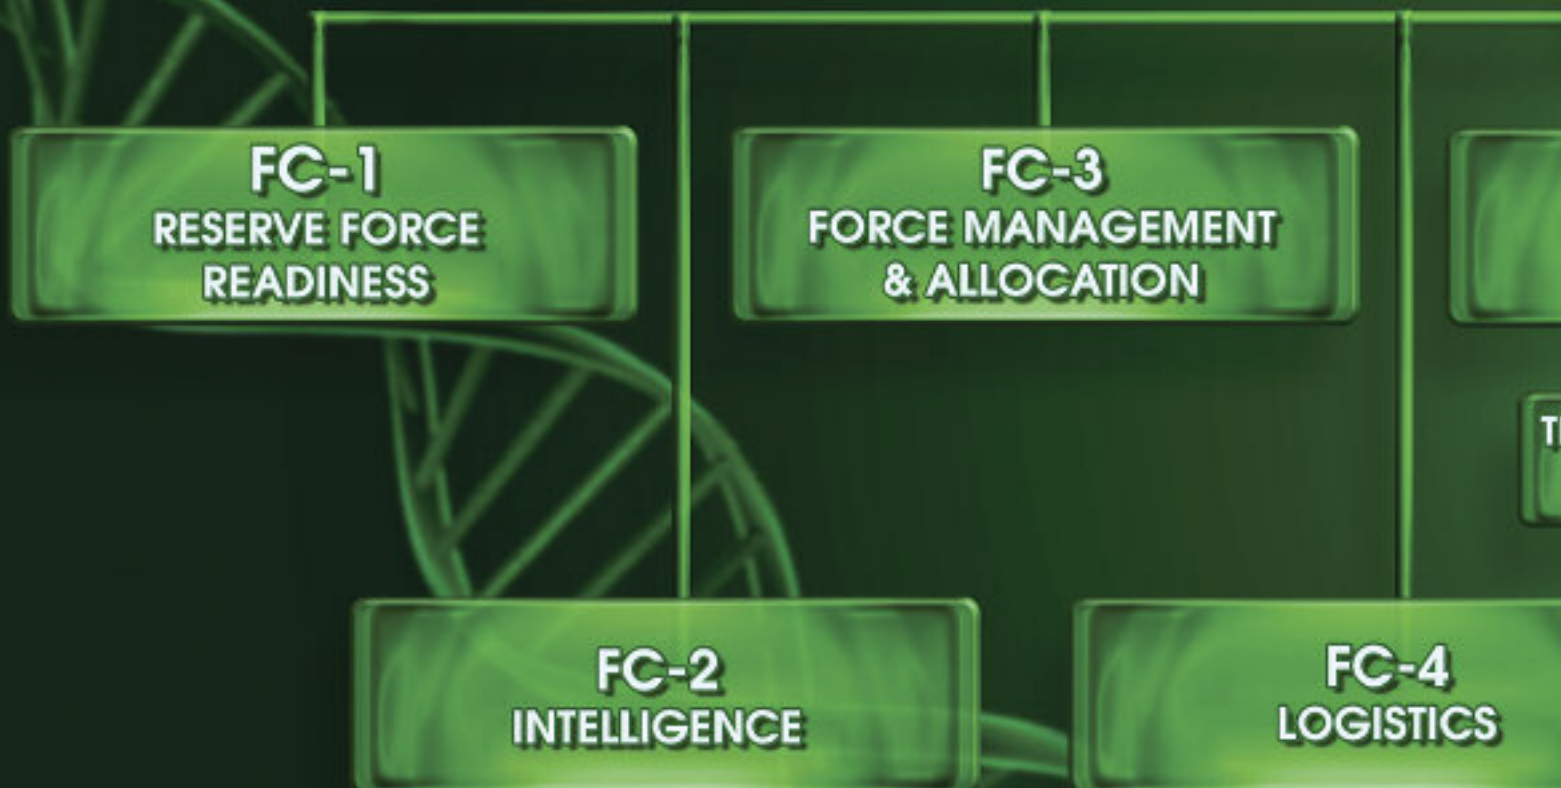 FC-1
RESERVE FORCE
READINESS
FC-3
FORCE MANAGEMENT
& ALLOCATION
FC-2
INTELLIGENCE
FC-4
LOGISTICS